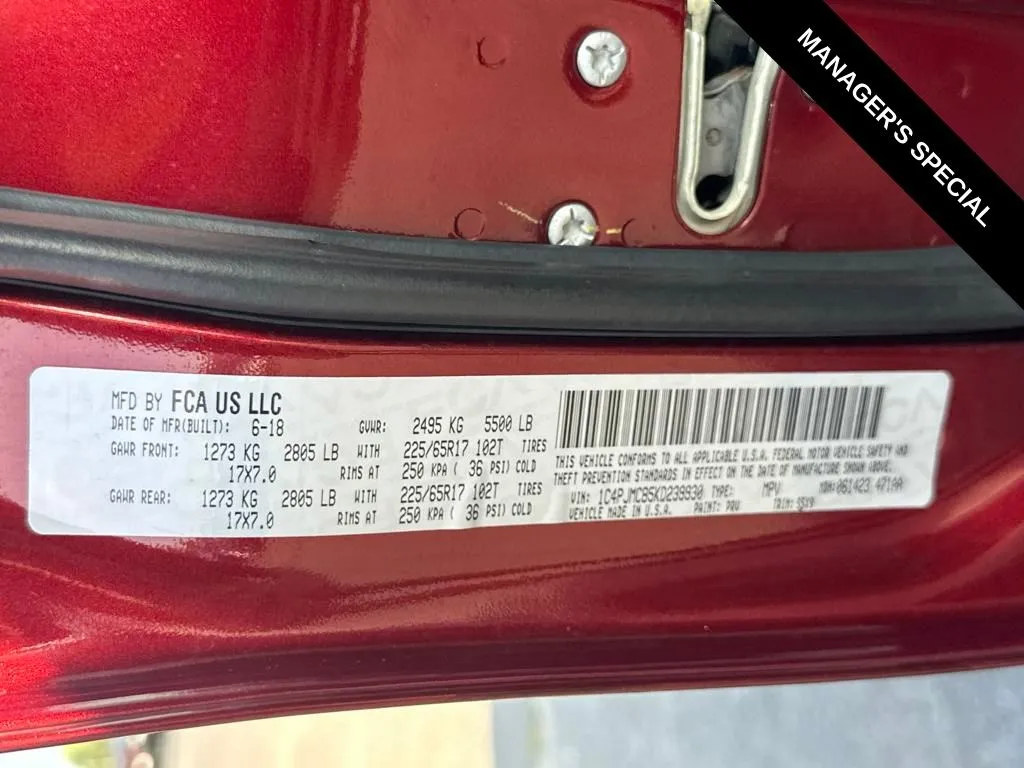 MANAGER'S SPECIAL
MFD BY FCA US LLC
DATE OF MFR(BUILT): 6-18 GVWR: 2495 KG 5500 LB
GAWR FRONT: 1273 KG 2805 LB WITH 225/65R17 102T TIRES
17X7.0 RIMS AT 250 KPA ( 36 PSI) COLD
GAWR REAR: 1273 KG 2805 LB WITH 225/65R17 102T TIRES
17X7.0 RIMS AT 250 KPA ( 36 PSI) COLD
THIS VEHICLE CONFORMS TO ALL APPLICABLE U.S.A. FEDERAL MOTOR VEHICLE SAFETY AND
THEFT PREVENTION STANDARDS IN EFFECT ON THE DATE OF MANUFACTURE SHOWN ABOVE.
VIN: TYPE: MPV MDH: 061423 471AA
VEHICLE MADE IN U.S.A. PAINT: PRV TRIM: